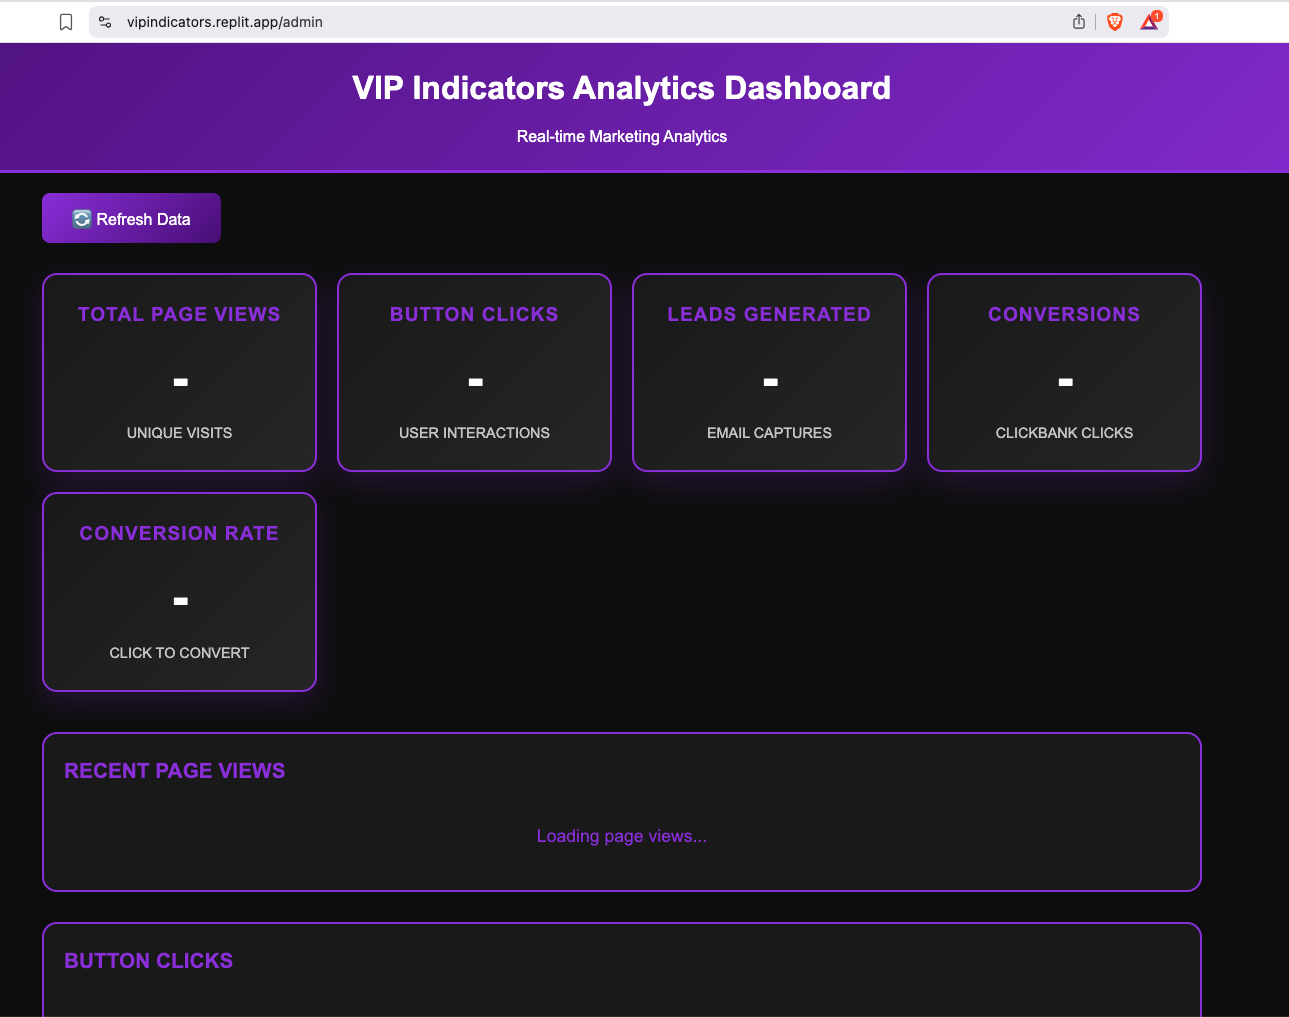 vipindicators.replit.app/admin
1
VIP Indicators Analytics Dashboard
Real-time Marketing Analytics
Refresh Data
TOTAL PAGE VIEWS
-
UNIQUE VISITS
BUTTON CLICKS
-
USER INTERACTIONS
LEADS GENERATED
-
EMAIL CAPTURES
CONVERSIONS
-
CLICKBANK CLICKS
CONVERSION RATE
-
CLICK TO CONVERT
RECENT PAGE VIEWS
Loading page views...
BUTTON CLICKS